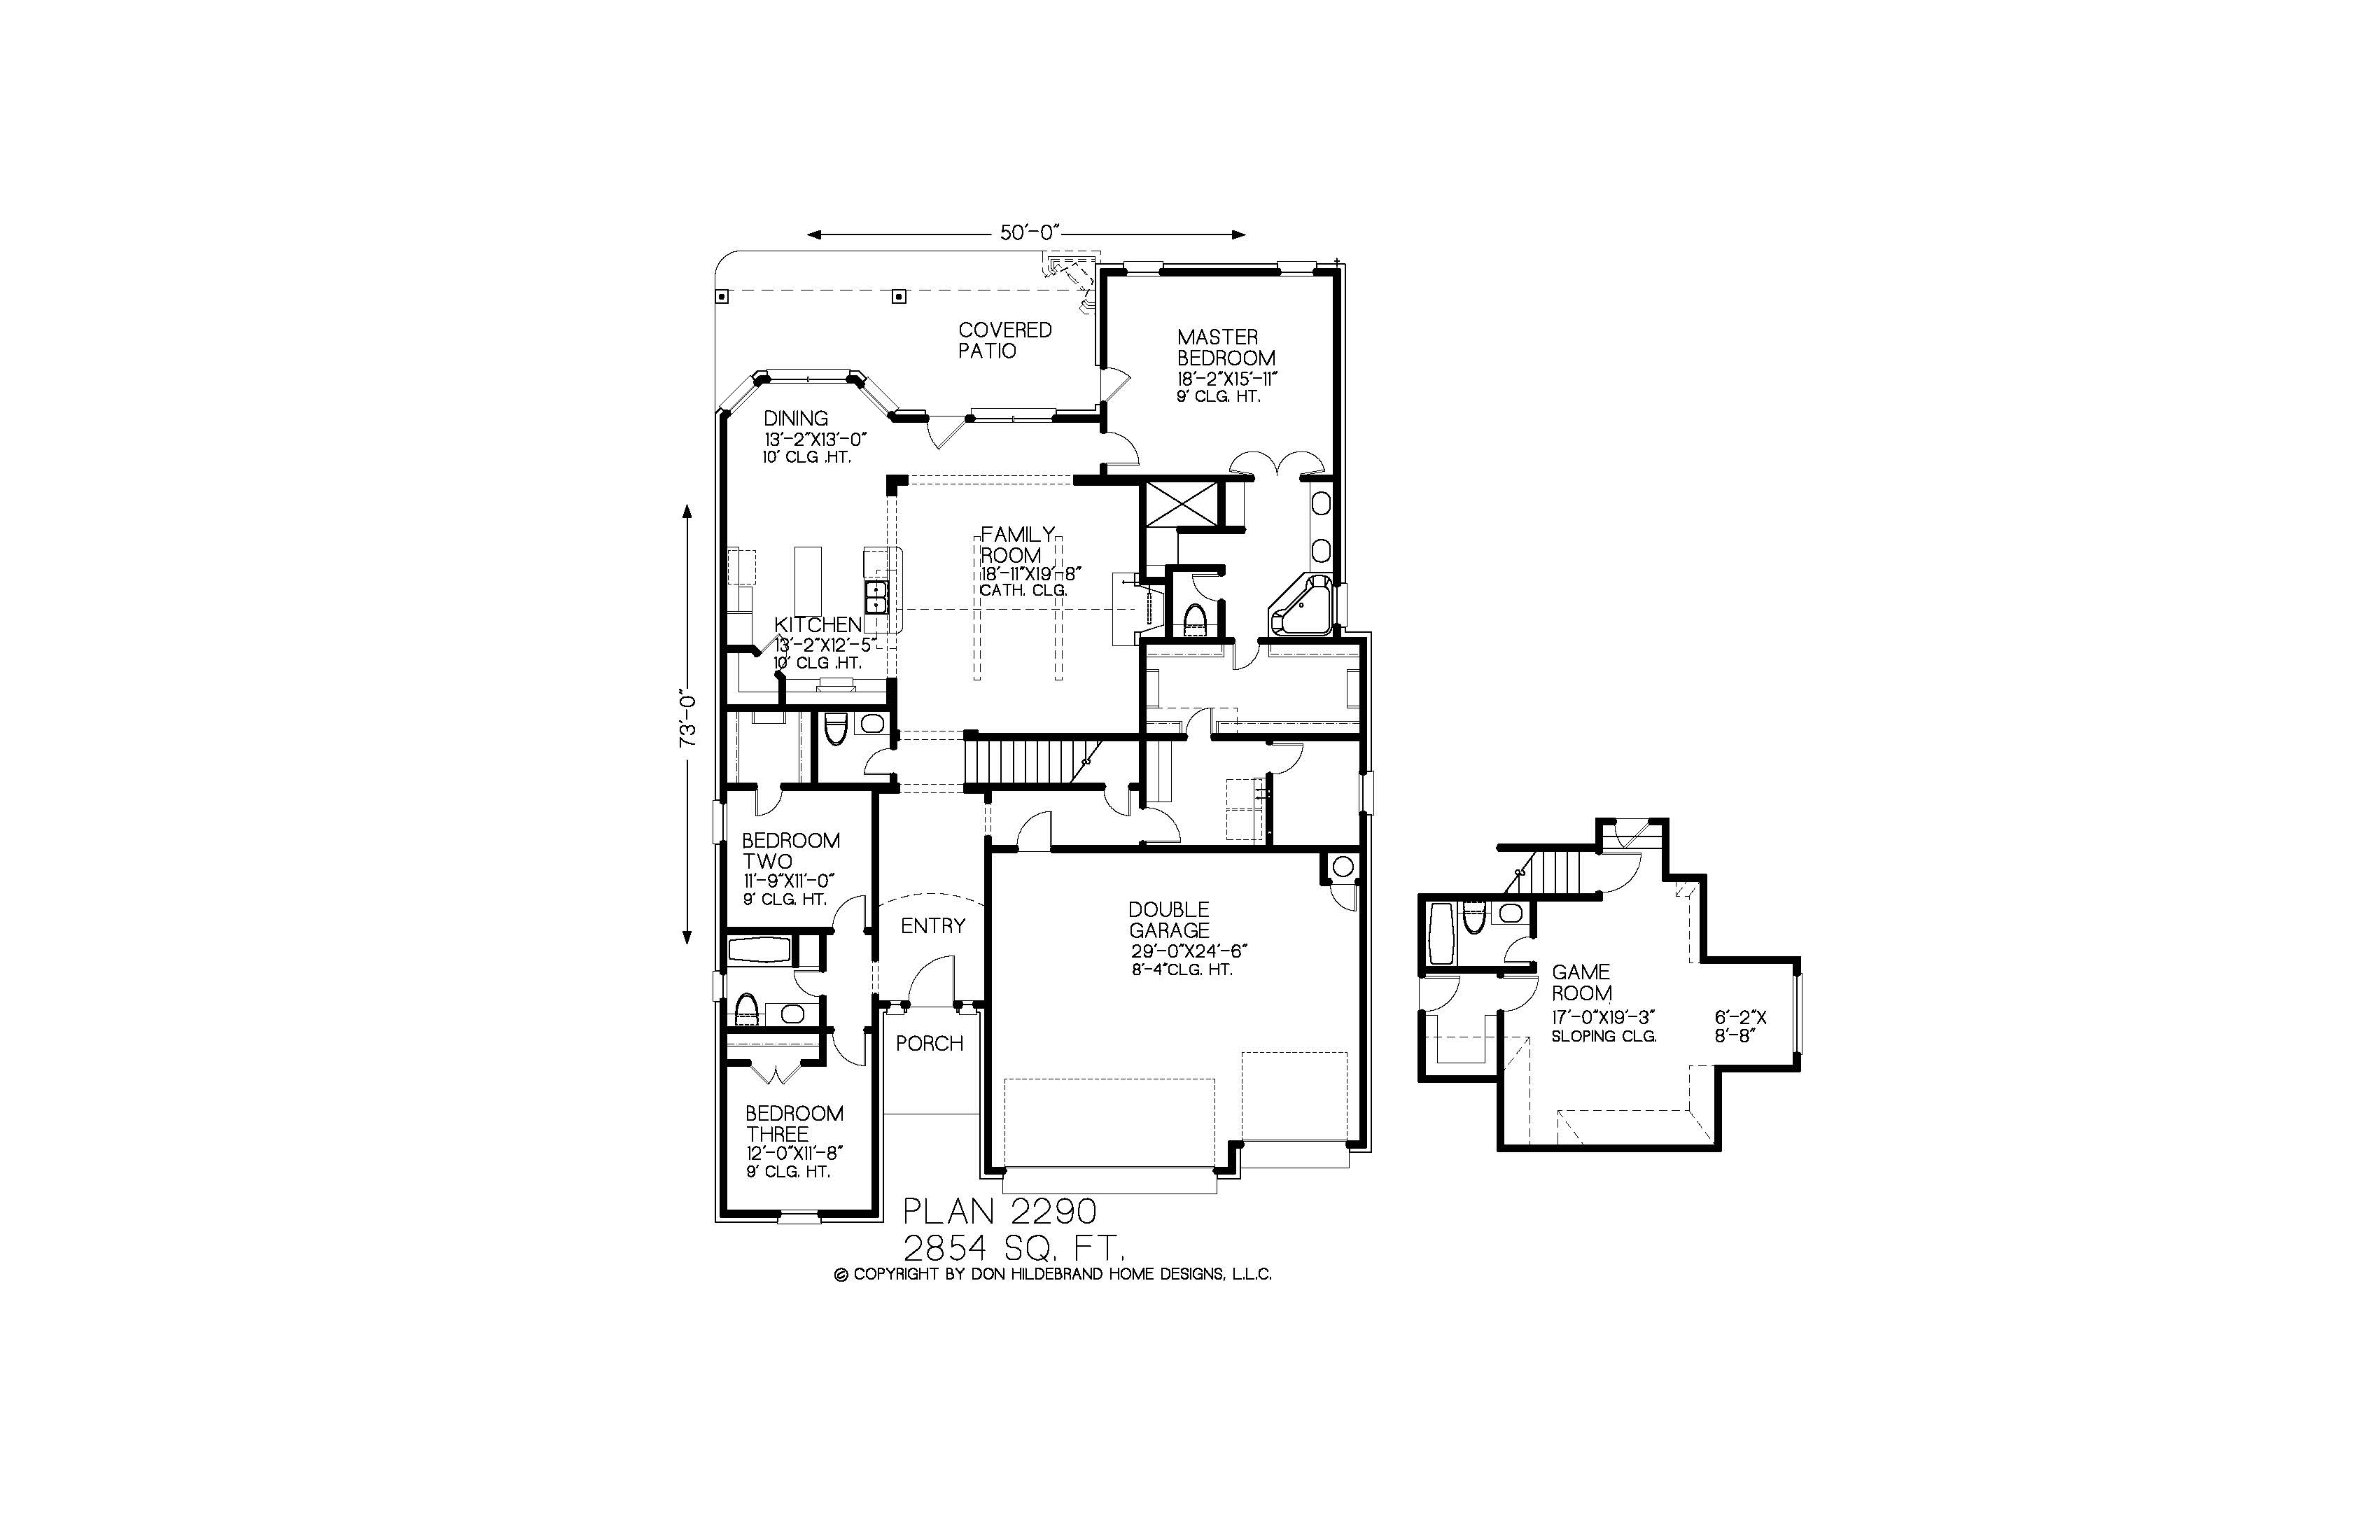 50'-0"
COVERED
PATIO
MASTER
BEDROOM
18'-2"X15'-11"
9' CLG. HT.
DINING
13'-2"X13'-0"
10' CLG .HT.
FAMILY
ROOM
18'-11"X19'-8"
CATH. CLG.
KITCHEN
13'-2"X12'-5"
10' CLG .HT.
73'-0"
BEDROOM
TWO
11'-9"X11'-0"
9' CLG. HT.
ENTRY
DOUBLE
GARAGE
29'-0"X24'-6"
8'-4"CLG. HT.
GAME
ROOM
17'-0"X19'-3"
SLOPING CLG.
6'-2"X
8'-8"
PORCH
BEDROOM
THREE
12'-0"X11'-8"
9' CLG. HT.
PLAN 2290
2854 SQ. FT.
© COPYRIGHT BY DON HILDEBRAND HOME DESIGNS, L.L.C.